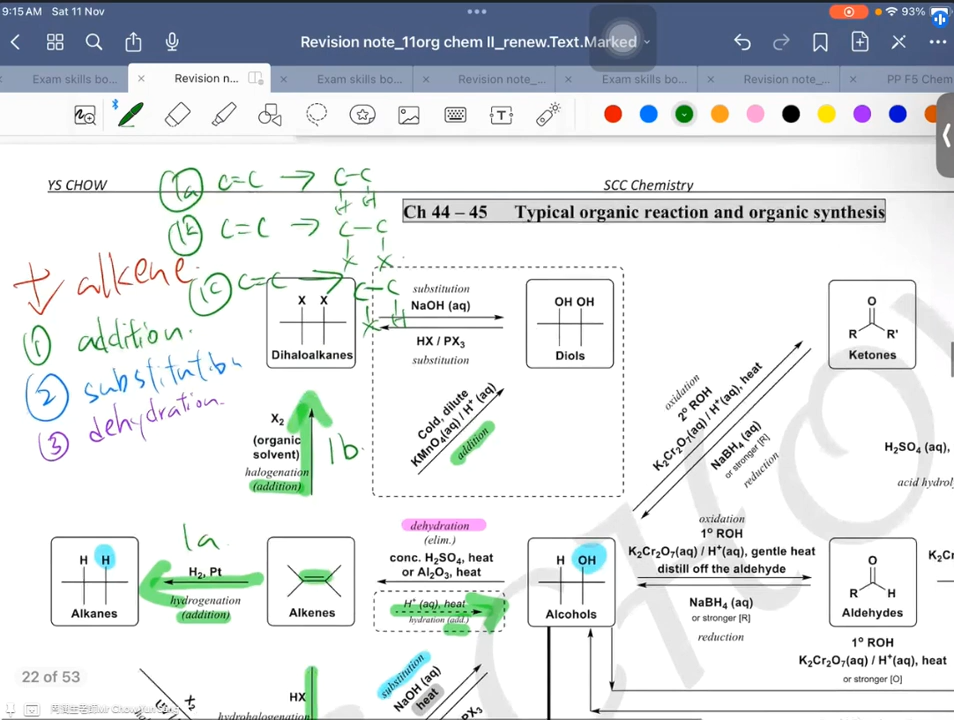 9:15 AM Sat 11 Nov
93%
Revision note_11org chem II_renew.Text.Marked
Exam skills bo...
Revision n...
Exam skills bo...
Revision note_...
Exam skills bo...
Revision note_...
PP F5 Chem
YS CHOW
SCC Chemistry
1a C=C → C-C
H H
Ch 44 – 45 Typical organic reaction and organic synthesis
1b C=C → C-C
X X
1c C=C → C-C
X H
alkene
① addition.
② substitution
③ dehydration.
X X
Dihaloalkanes
substitution
NaOH (aq)
HX / PX₃
substitution
OH OH
Diols
O
R R'
Ketones
Cold, dilute
KMnO₄(aq) / H⁺ (aq)
addition
X₂
(organic
solvent)
halogenation
(addition)
1b
oxidation
2° ROH
K₂Cr₂O₇(aq) / H⁺(aq), heat
NaBH₄ (aq)
or stronger [R]
reduction
H₂SO₄ (aq),
acid hydrol
H H
Alkanes
1a
H₂, Pt
hydrogenation
(addition)
Alkenes
dehydration
(elim.)
conc. H₂SO₄, heat
or Al₂O₃, heat
H⁺ (aq), heat
hydration (add.)
H OH
Alcohols
oxidation
1° ROH
K₂Cr₂O₇(aq) / H⁺(aq), gentle heat
distill off the aldehyde
NaBH₄ (aq)
or stronger [R]
reduction
O
R H
Aldehydes
K₂Cr
1° ROH
K₂Cr₂O₇(aq) / H⁺(aq), heat
or stronger [O]
22 of 53
X₂
HX
hydrohalogenation
substitution
NaOH (aq)
heat
PX₃
CHOW